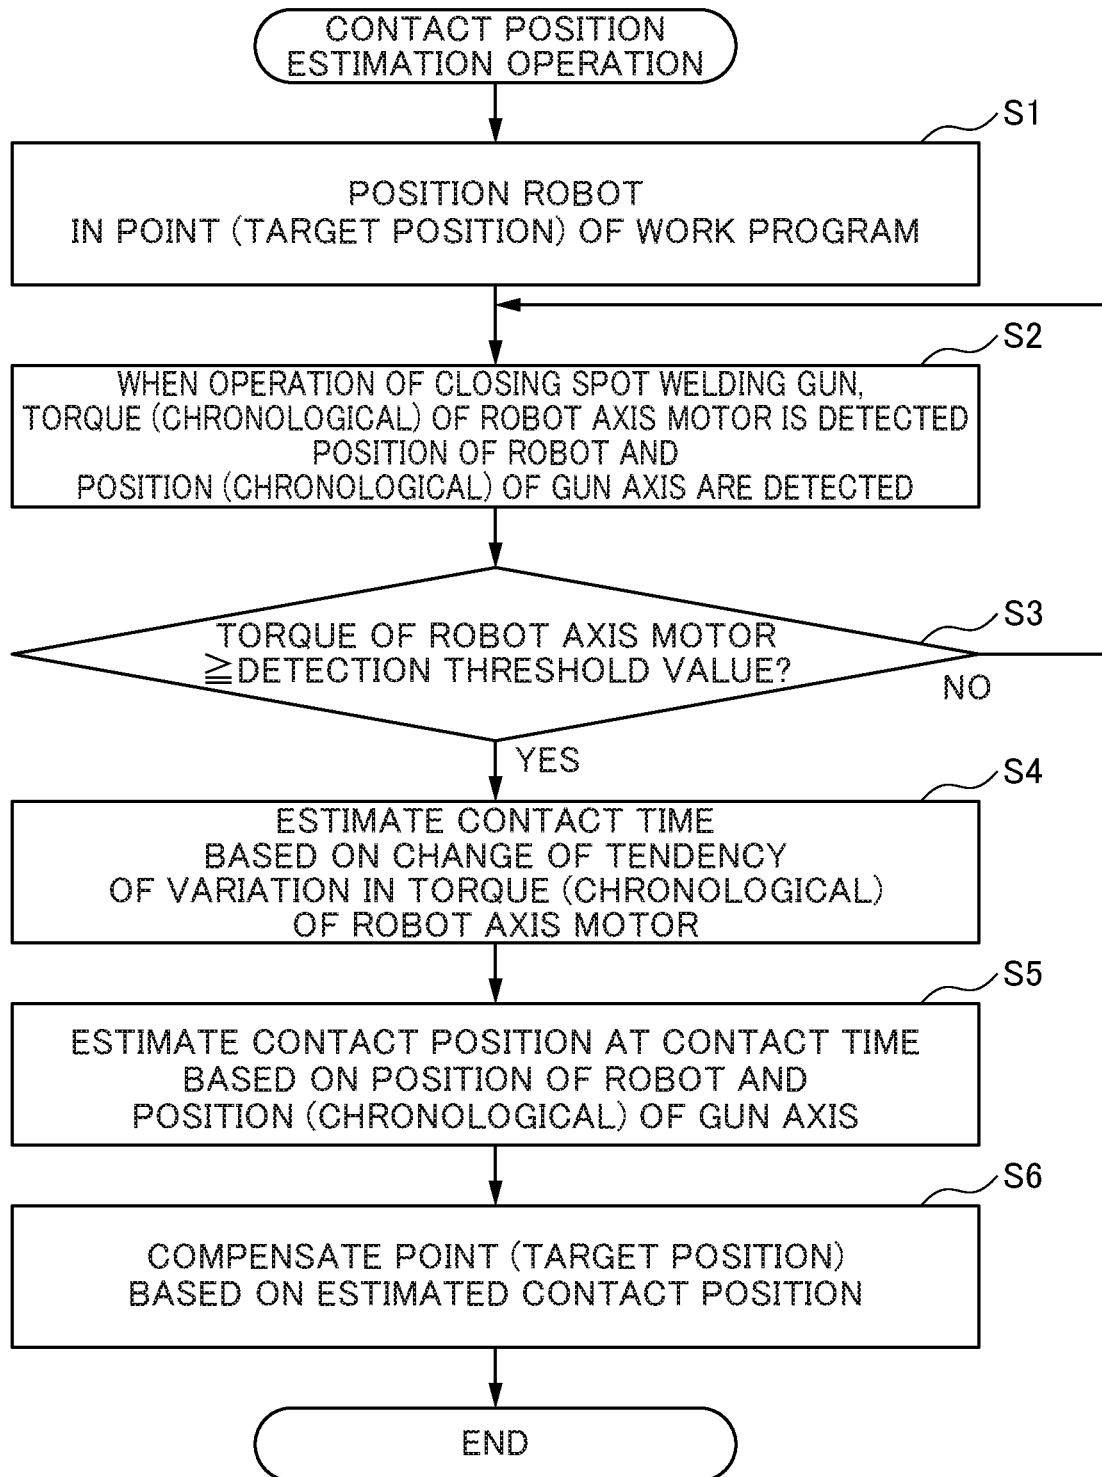 CONTACT POSITION
ESTIMATION OPERATION
S1
POSITION ROBOT
IN POINT (TARGET POSITION) OF WORK PROGRAM
S2
WHEN OPERATION OF CLOSING SPOT WELDING GUN,
TORQUE (CHRONOLOGICAL) OF ROBOT AXIS MOTOR IS DETECTED
POSITION OF ROBOT AND
POSITION (CHRONOLOGICAL) OF GUN AXIS ARE DETECTED
S3
TORQUE OF ROBOT AXIS MOTOR
≧DETECTION THRESHOLD VALUE?
NO
YES
S4
ESTIMATE CONTACT TIME
BASED ON CHANGE OF TENDENCY
OF VARIATION IN TORQUE (CHRONOLOGICAL)
OF ROBOT AXIS MOTOR
S5
ESTIMATE CONTACT POSITION AT CONTACT TIME
BASED ON POSITION OF ROBOT AND
POSITION (CHRONOLOGICAL) OF GUN AXIS
S6
COMPENSATE POINT (TARGET POSITION)
BASED ON ESTIMATED CONTACT POSITION
END